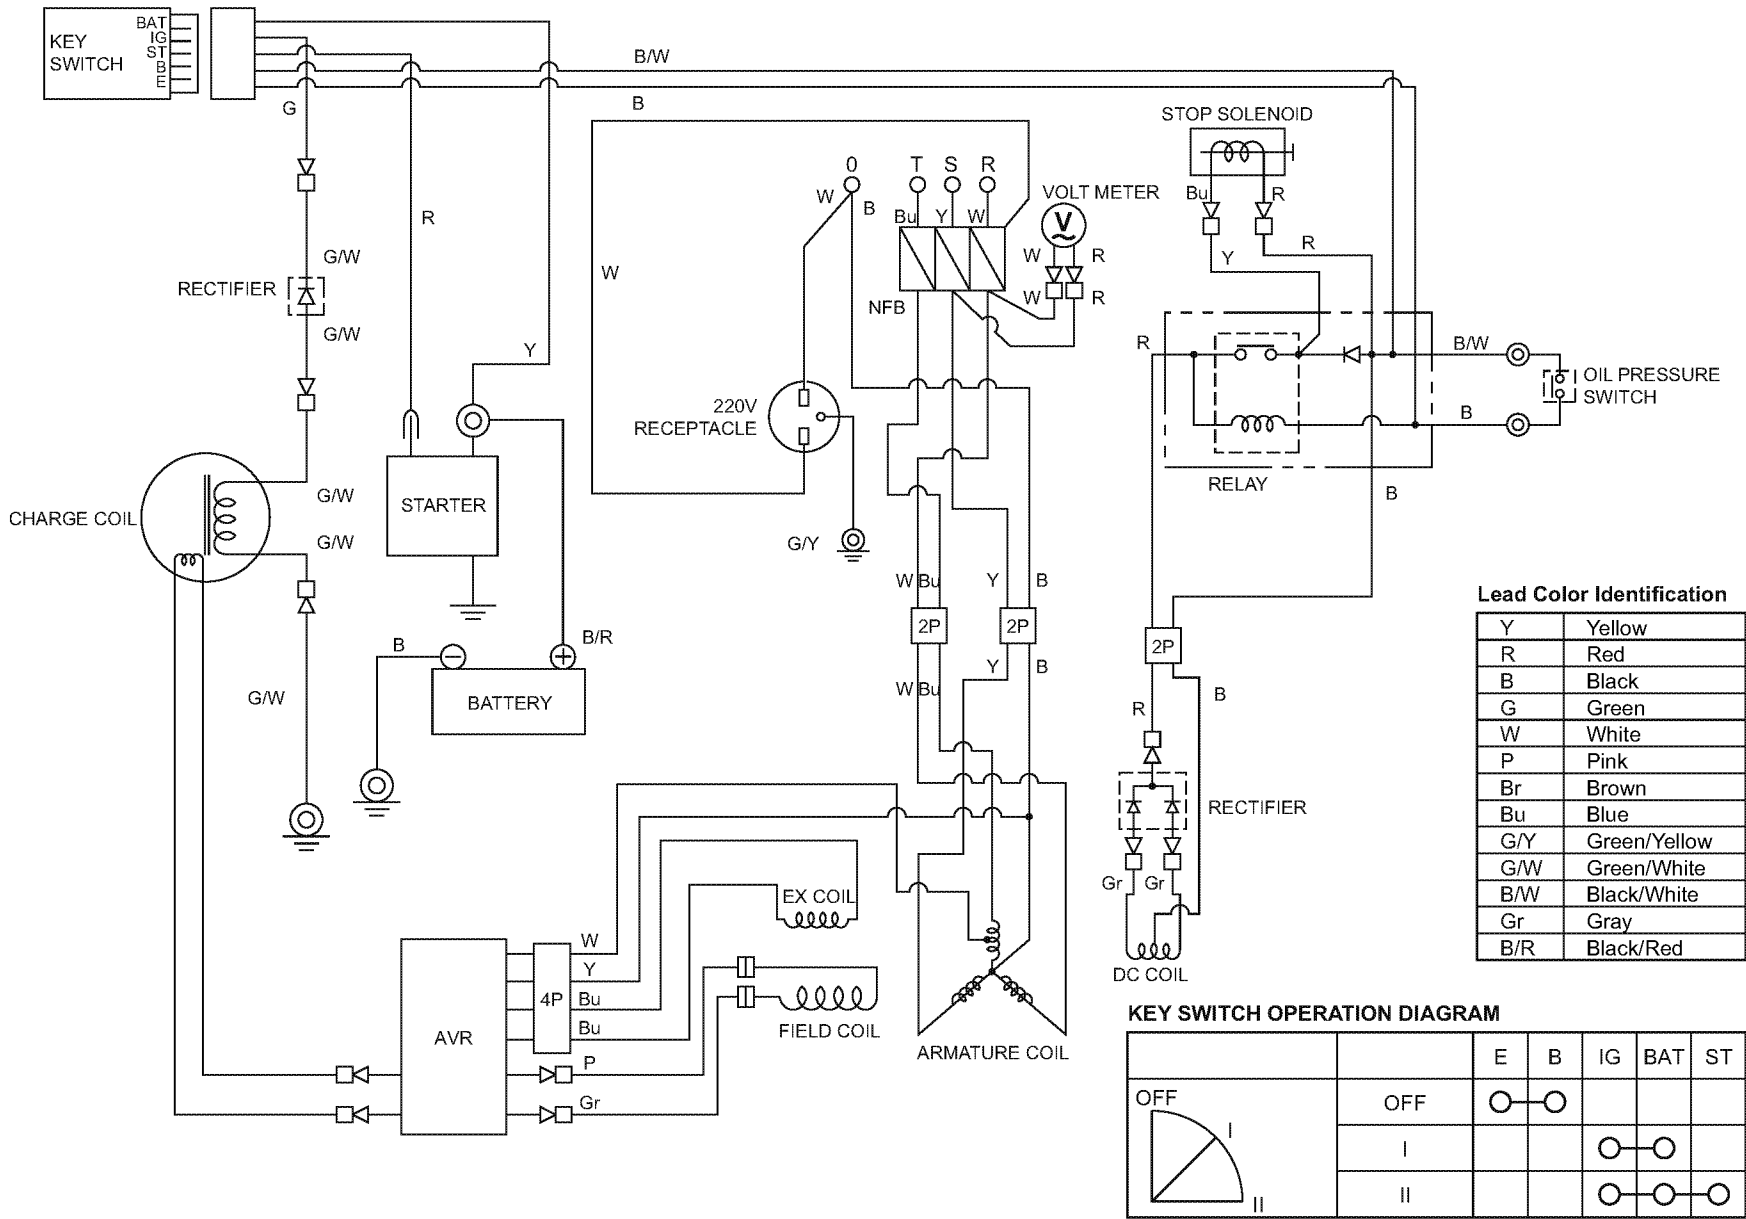 KEY
SWITCH
BAT
IG
ST
B
E
B/W
B
G
STOP SOLENOID
0
T
S
R
VOLT METER
W
B
Bu
Y
W
V
Bu
R
R
Y
R
W
R
W
R
G/W
RECTIFIER
G/W
W
NFB
Y
R
B/W
OIL PRESSURE
SWITCH
B
220V
RECEPTACLE
RELAY
B
CHARGE COIL
G/W
G/W
STARTER
G/Y
W
Bu
Y
B
2P
2P
Y
B
W
Bu
2P
B
R
B
B/R
BATTERY
G/W
RECTIFIER
Gr
Gr
DC COIL
EX COIL
W
Y
4P
Bu
Bu
AVR
FIELD COIL
ARMATURE COIL
P
Gr
Lead Color Identification
Y Yellow
R Red
B Black
G Green
W White
P Pink
Br Brown
Bu Blue
G/Y Green/Yellow
G/W Green/White
B/W Black/White
Gr Gray
B/R Black/Red
KEY SWITCH OPERATION DIAGRAM
E B IG BAT ST
OFF
I
II
OFF
I
II